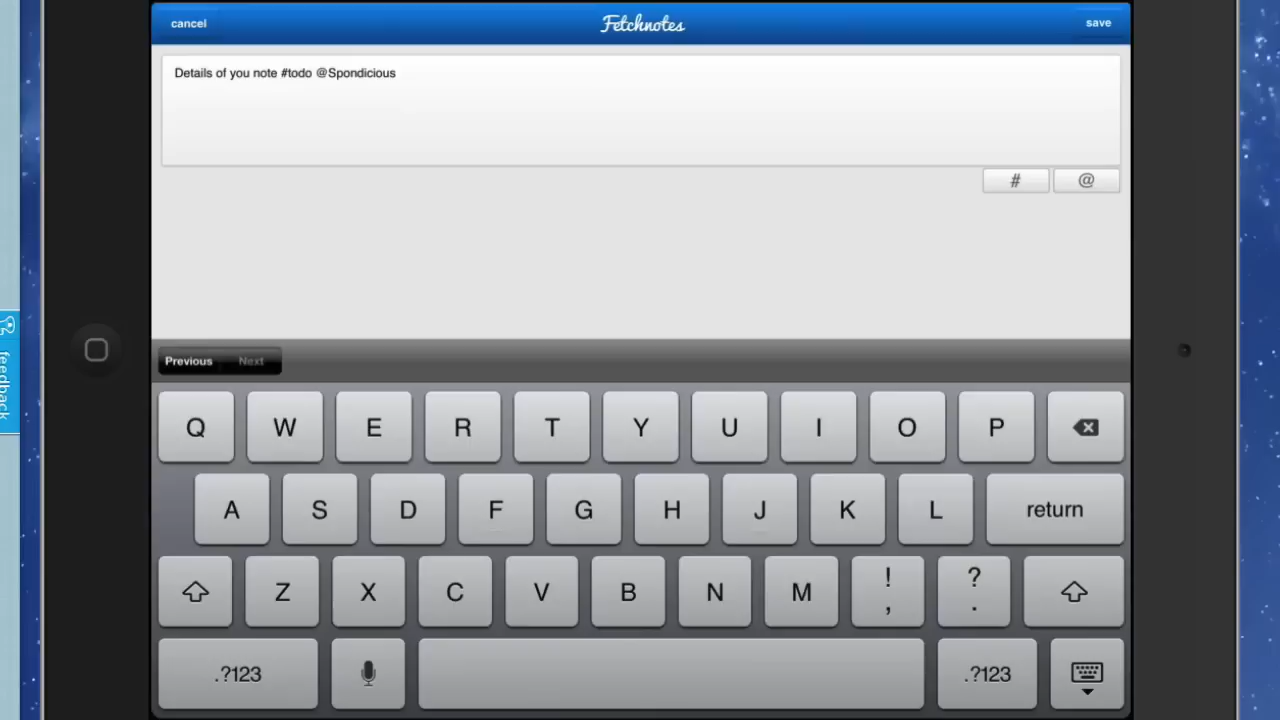 cancel
Fetchnotes
save
Details of you note #todo @Spondicious
# @
feedback
Previous Next
Q W E R T Y U I O P
A S D F G H J K L return
Z X C V B N M ! , ? .
.?123 .?123